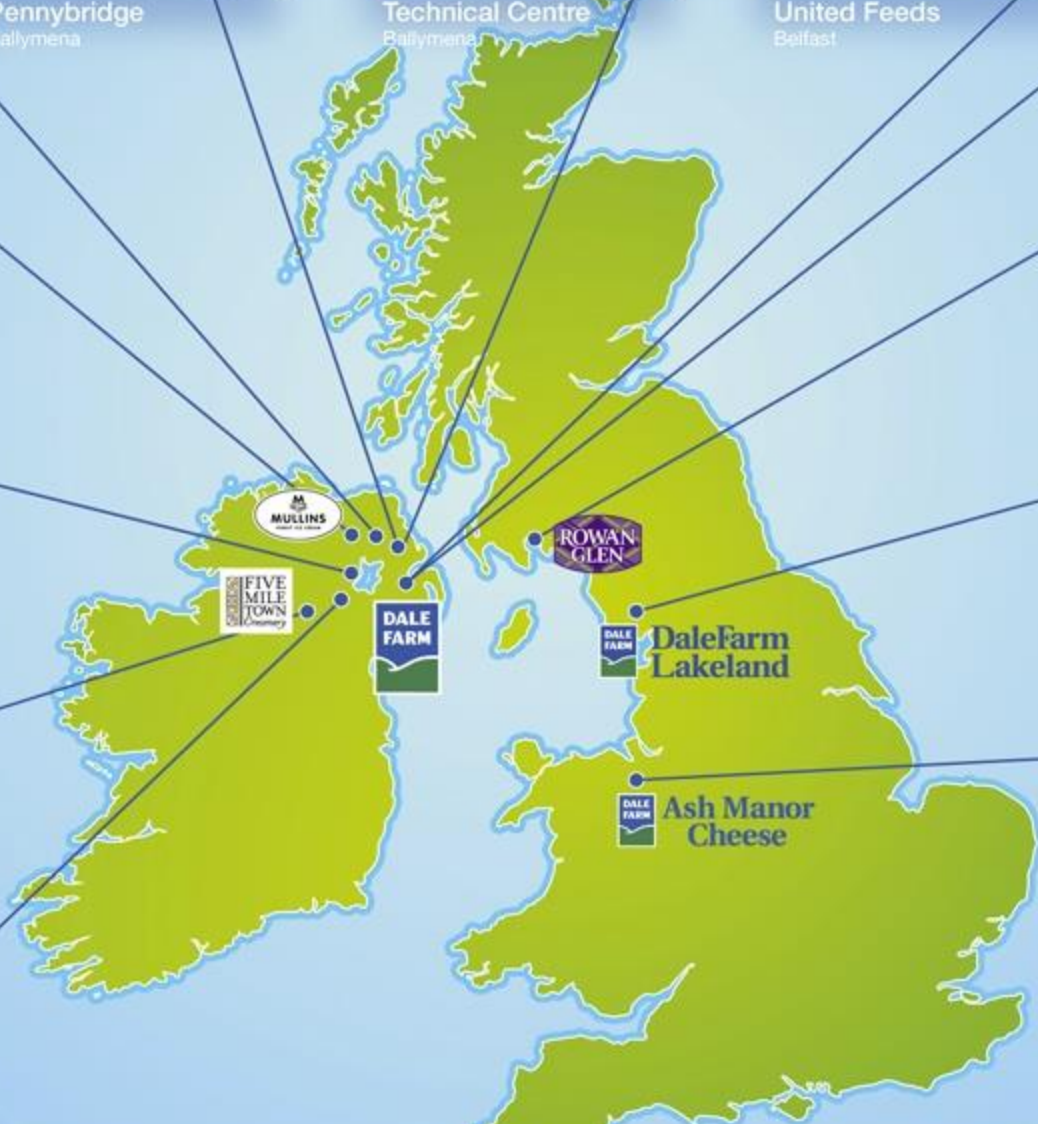 Pennybridge
Ballymena
Technical Centre
Ballymena
United Feeds
Belfast
M
MULLINS
FIVE
MILE
TOWN
Creamery
DALE
FARM
ROWAN
GLEN
DALE
FARM
DaleFarm
Lakeland
DALE
FARM
Ash Manor
Cheese